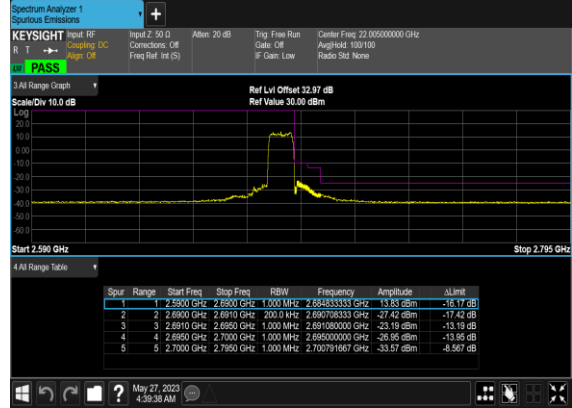 Spectrum Analyzer 1
Spurious Emissions
+
KEYSIGHT Input: RF
R T
Coupling: DC
Align: Off
Input Z: 50 Ω
Corrections: Off
Freq Ref: Int (S)
Atten: 20 dB
Trig: Free Run
Gate: Off
IF Gain: Low
Center Freq: 22.005000000 GHz
Avg|Hold: 100/100
Radio Std: None
PASS
3 All Range Graph
Ref Lvl Offset 32.97 dB
Scale/Div 10.0 dB
Ref Value 30.00 dBm
Log
20.0
10.0
0.00
-10.0
-20.0
-30.0
-40.0
-50.0
-60.0
Start 2.590 GHz
Stop 2.795 GHz
4 All Range Table
Spur Range Start Freq Stop Freq RBW Frequency Amplitude ΔLimit
1 1 2.5900 GHz 2.6900 GHz 1.000 MHz 2.684833333 GHz 13.83 dBm -16.17 dB
2 2 2.6900 GHz 2.6910 GHz 200.0 kHz 2.690708333 GHz -27.42 dBm -17.42 dB
3 3 2.6910 GHz 2.6950 GHz 1.000 MHz 2.691080000 GHz -23.19 dBm -13.19 dB
4 4 2.6950 GHz 2.7000 GHz 1.000 MHz 2.695000000 GHz -26.95 dBm -13.95 dB
5 5 2.7000 GHz 2.7950 GHz 1.000 MHz 2.700791667 GHz -33.57 dBm -8.567 dB
?
May 27, 2023
4:39:38 AM